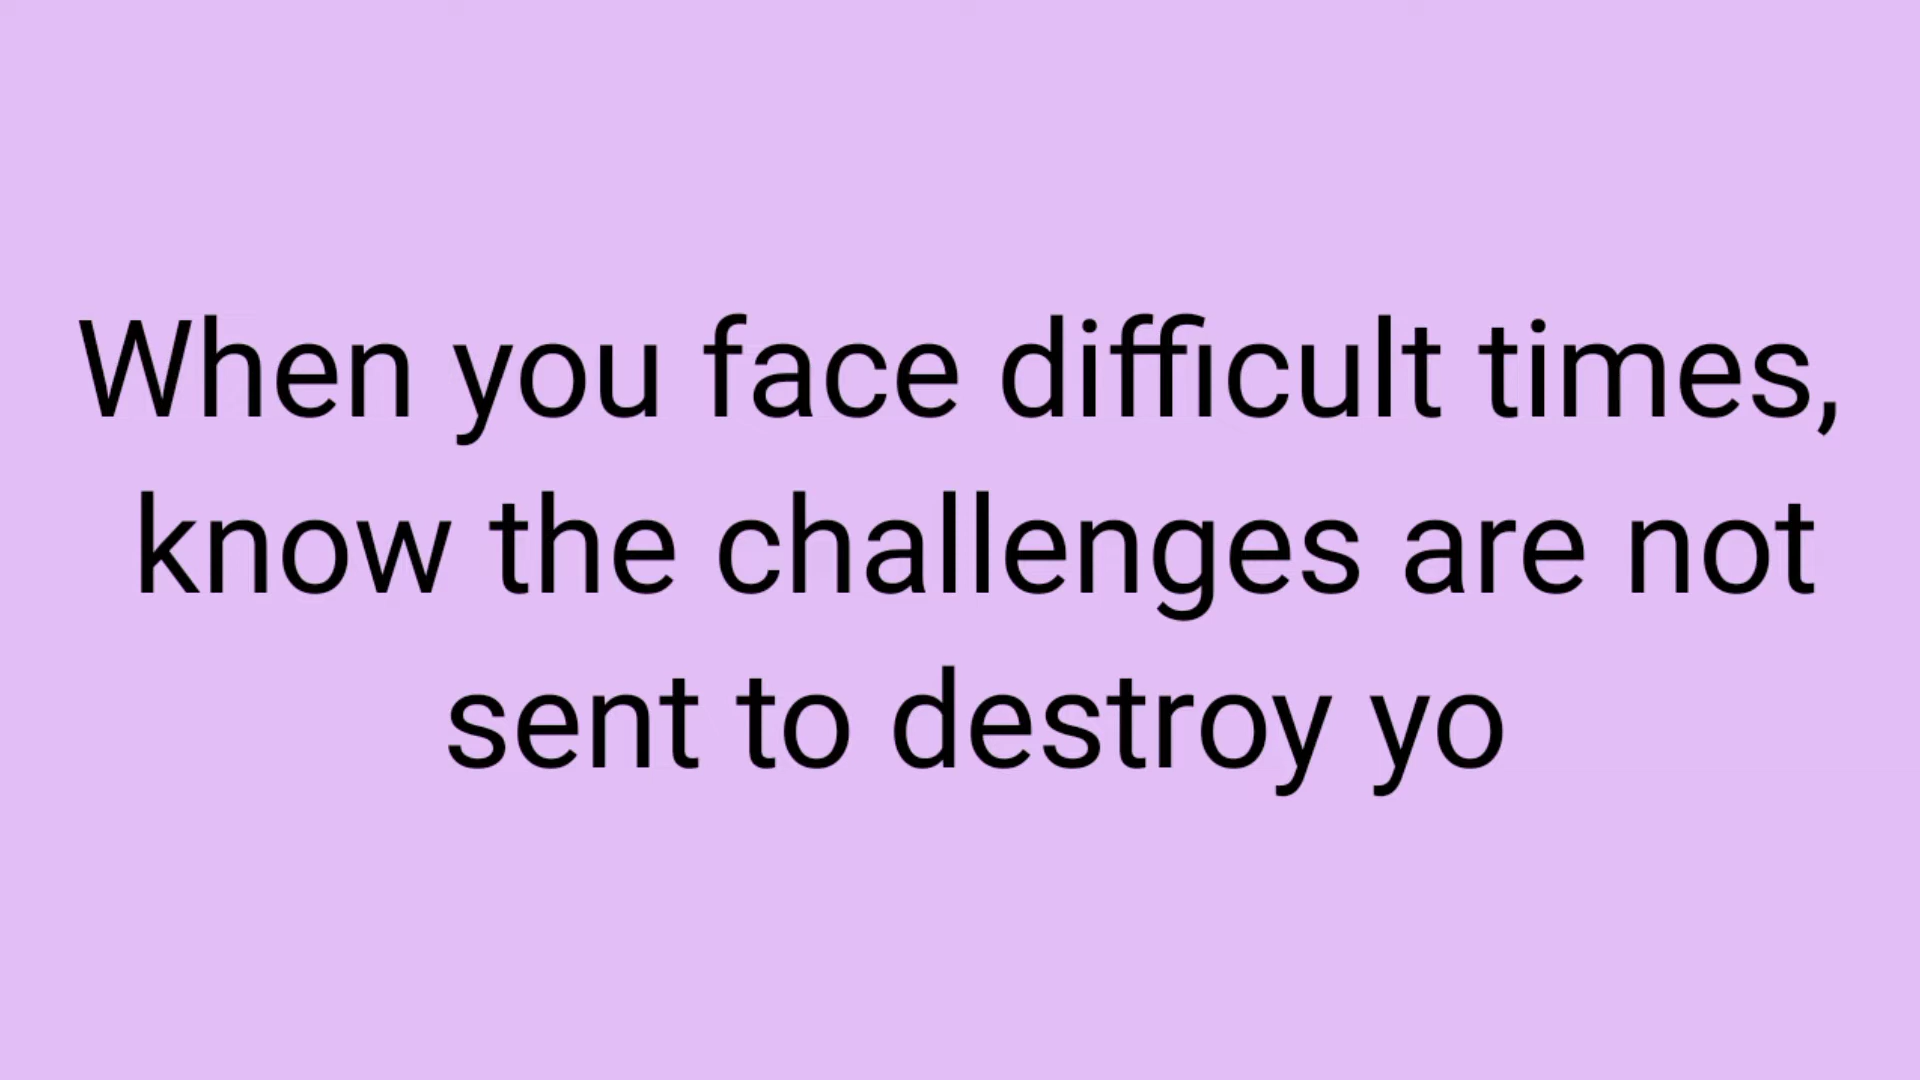 When you face difficult times,
know the challenges are not
sent to destroy yo